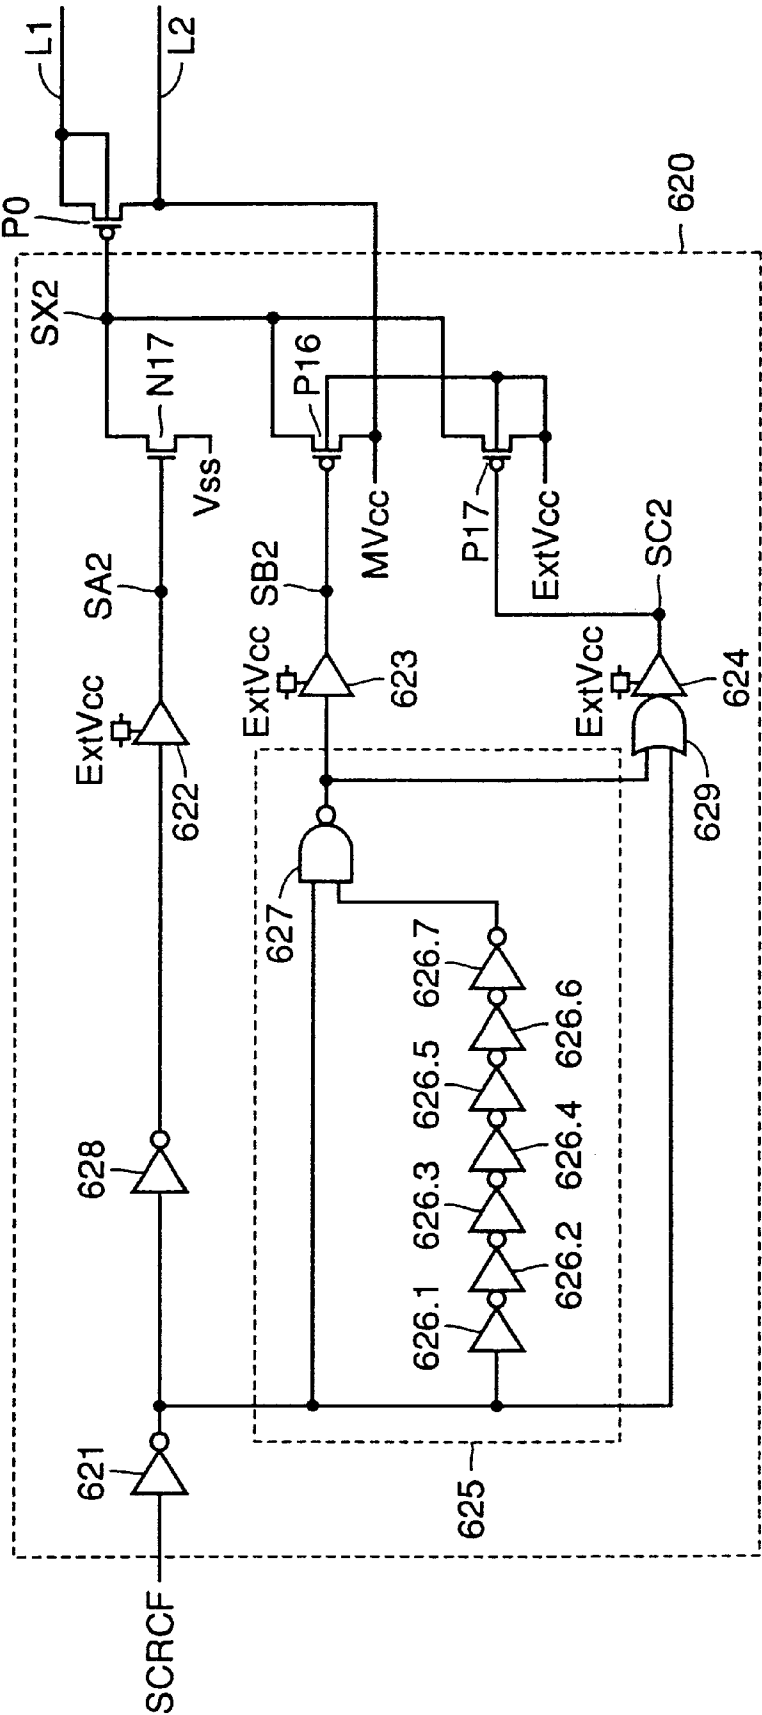 L1
L2
P0
620
SX2
N17
Vss
P16
MVcc
P17
ExtVcc
SA2
SB2
SC2
ExtVcc
622
ExtVcc
623
ExtVcc
624
629
627
628
626.7
626.6
626.5
626.4
626.3
626.2
626.1
621
625
SCRCF